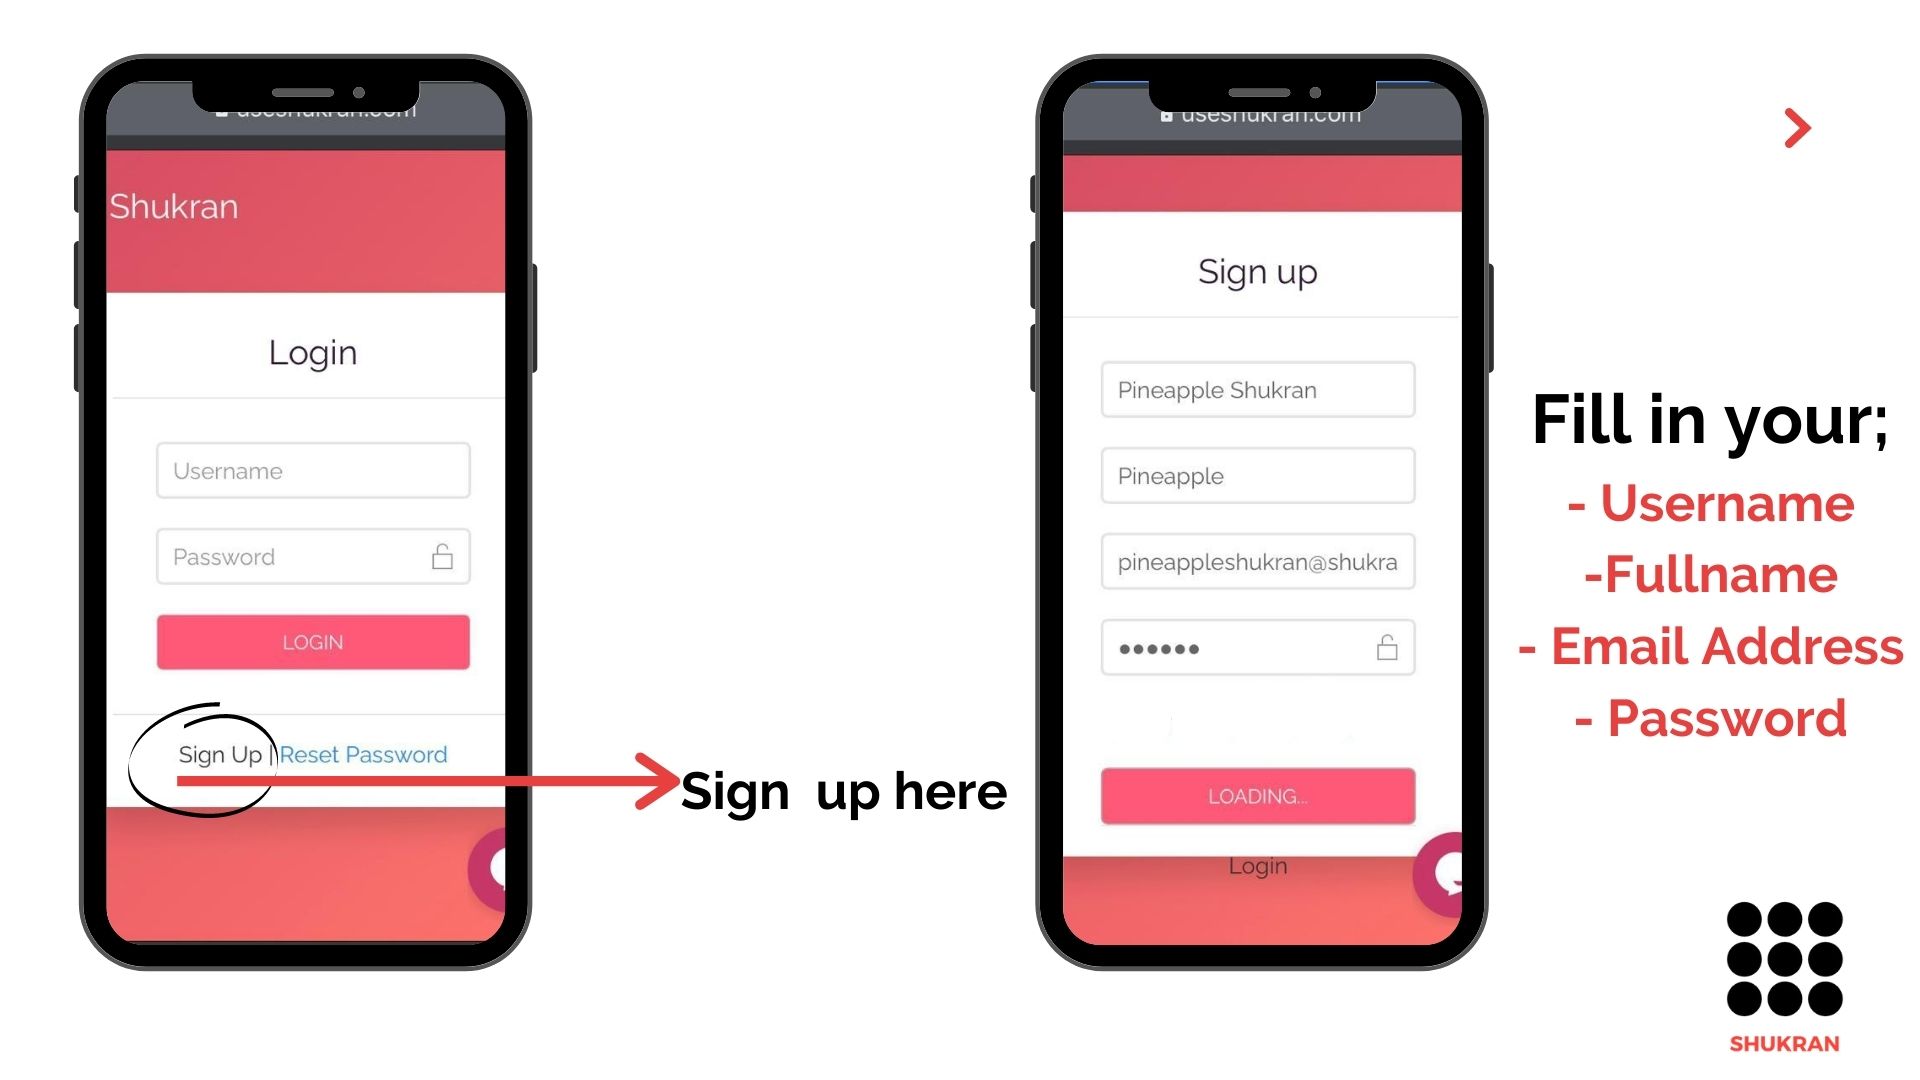 useshukran.com
Shukran
Login
Username
Password
LOGIN
Sign Up | Reset Password
Sign up here
useshukran.com
Sign up
Pineapple Shukran
Pineapple
pineappleshukran@shukra
••••••
LOADING...
Login
Fill in your;
- Username
-Fullname
- Email Address
- Password
SHUKRAN